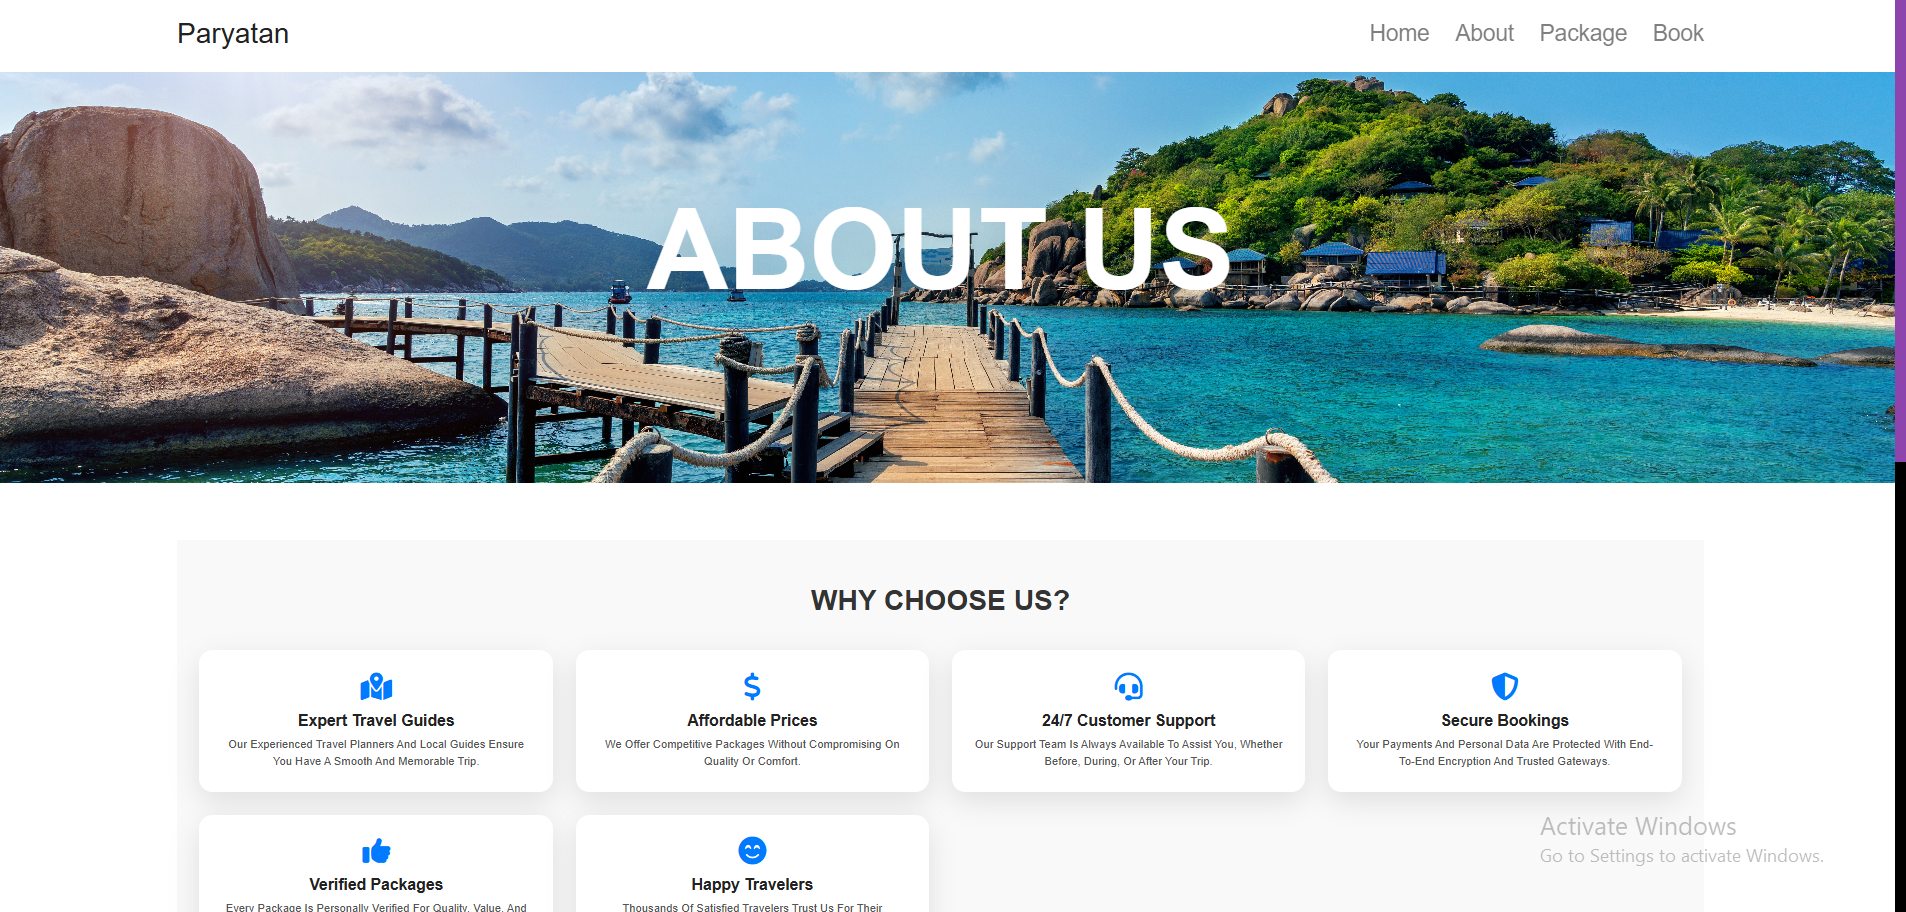 Paryatan
Home About Package Book
ABOUT US
WHY CHOOSE US?
Expert Travel Guides
Our Experienced Travel Planners And Local Guides Ensure
You Have A Smooth And Memorable Trip.
Affordable Prices
We Offer Competitive Packages Without Compromising On
Quality Or Comfort.
24/7 Customer Support
Our Support Team Is Always Available To Assist You, Whether
Before, During, Or After Your Trip.
Secure Bookings
Your Payments And Personal Data Are Protected With End-
To-End Encryption And Trusted Gateways.
Verified Packages
Every Package Is Personally Verified For Quality, Value, And
Happy Travelers
Thousands Of Satisfied Travelers Trust Us For Their
Activate Windows
Go to Settings to activate Windows.